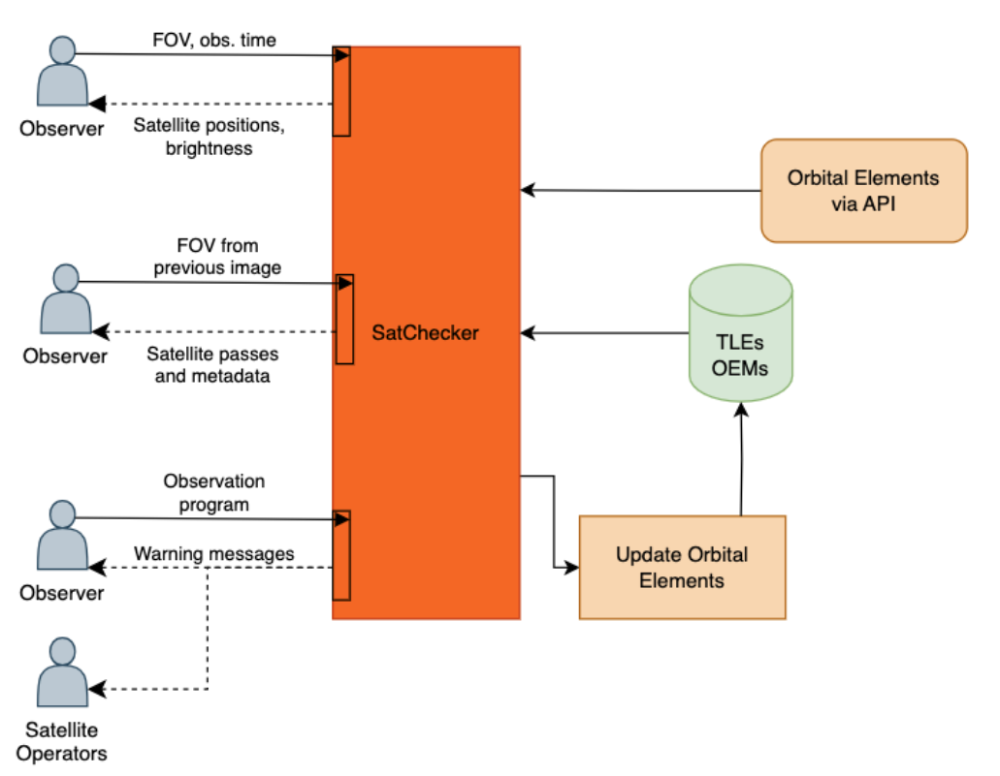 FOV, obs. time
Observer
Satellite positions,
brightness
Orbital Elements
via API
FOV from
previous image
Observer
Satellite passes
and metadata
SatChecker
TLEs
OEMs
Observation
program
Warning messages
Observer
Update Orbital
Elements
Satellite
Operators